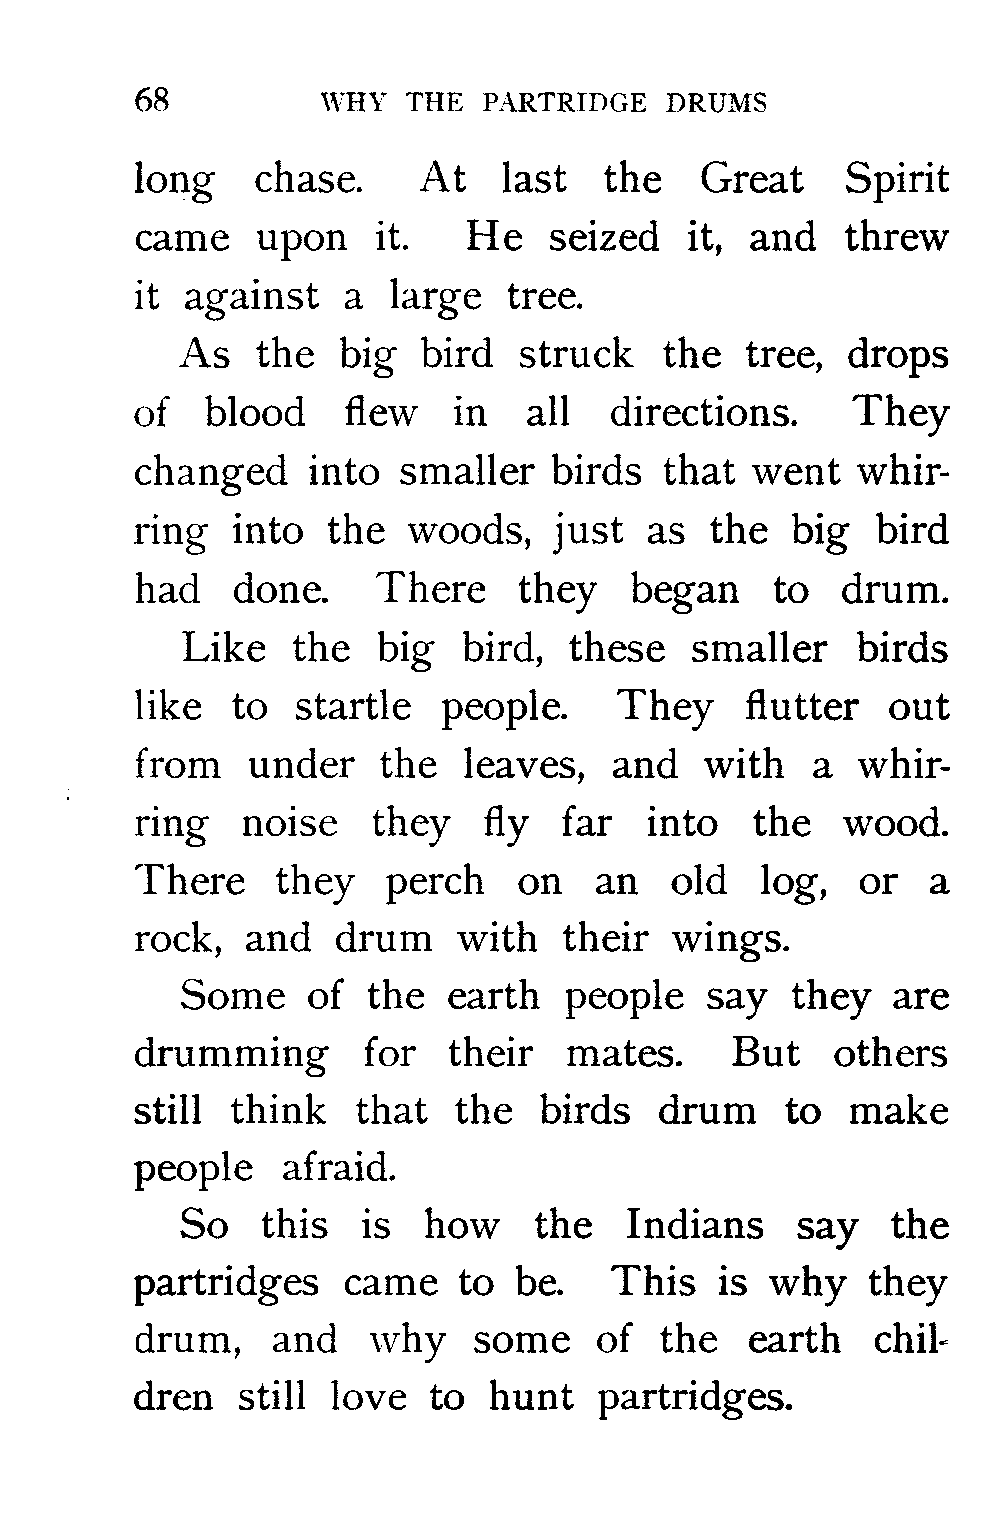 68 WHY THE PARTRIDGE DRUMS
long chase. At last the Great Spirit
came upon it. He seized it, and threw
it against a large tree.
As the big bird struck the tree, drops
of blood flew in all directions. They
changed into smaller birds that went whir-
ring into the woods, just as the big bird
had done. There they began to drum.
Like the big bird, these smaller birds
like to startle people. They flutter out
from under the leaves, and with a whir-
ring noise they fly far into the wood.
There they perch on an old log, or a
rock, and drum with their wings.
Some of the earth people say they are
drumming for their mates. But others
still think that the birds drum to make
people afraid.
So this is how the Indians say the
partridges came to be. This is why they
drum, and why some of the earth chil-
dren still love to hunt partridges.